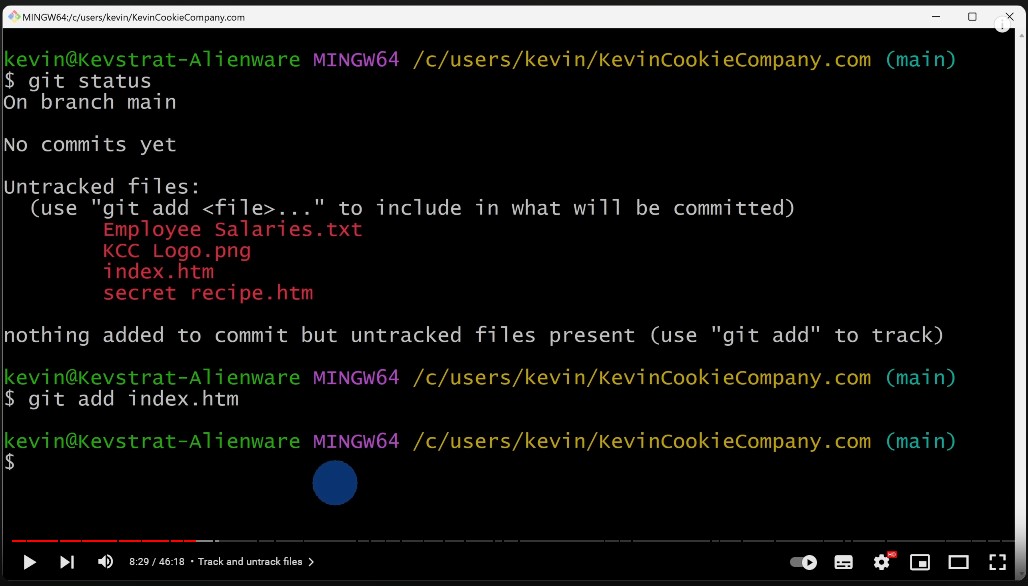 MINGW64:/c/users/kevin/KevinCookieCompany.com
kevin@Kevstrat-Alienware MINGW64 /c/users/kevin/KevinCookieCompany.com (main)
$ git status
On branch main
No commits yet
Untracked files:
(use "git add <file>..." to include in what will be committed)
Employee Salaries.txt
KCC Logo.png
index.htm
secret recipe.htm
nothing added to commit but untracked files present (use "git add" to track)
kevin@Kevstrat-Alienware MINGW64 /c/users/kevin/KevinCookieCompany.com (main)
$ git add index.htm
kevin@Kevstrat-Alienware MINGW64 /c/users/kevin/KevinCookieCompany.com (main)
$
8:29 / 46:18 • Track and untrack files
HD